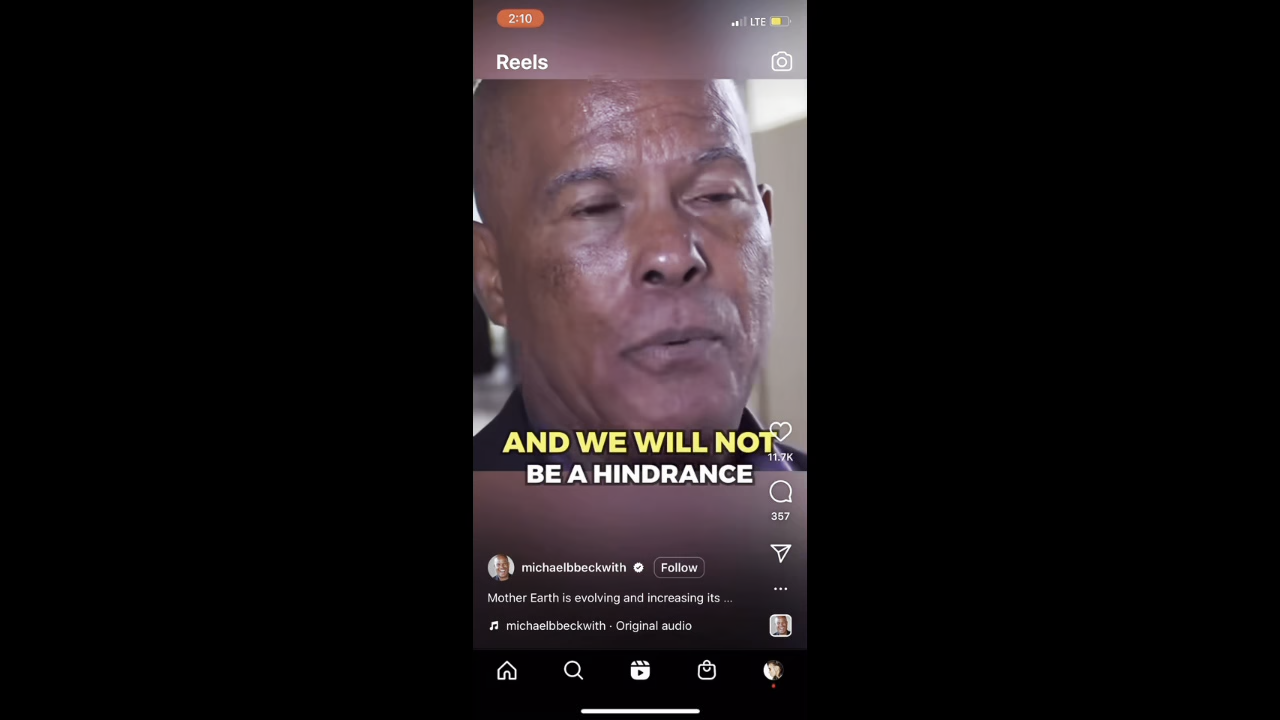 2:10
LTE
Reels
AND WE WILL NOT
BE A HINDRANCE
11.7K
357
michaelbbeckwith
Follow
Mother Earth is evolving and increasing its ...
michaelbbeckwith · Original audio